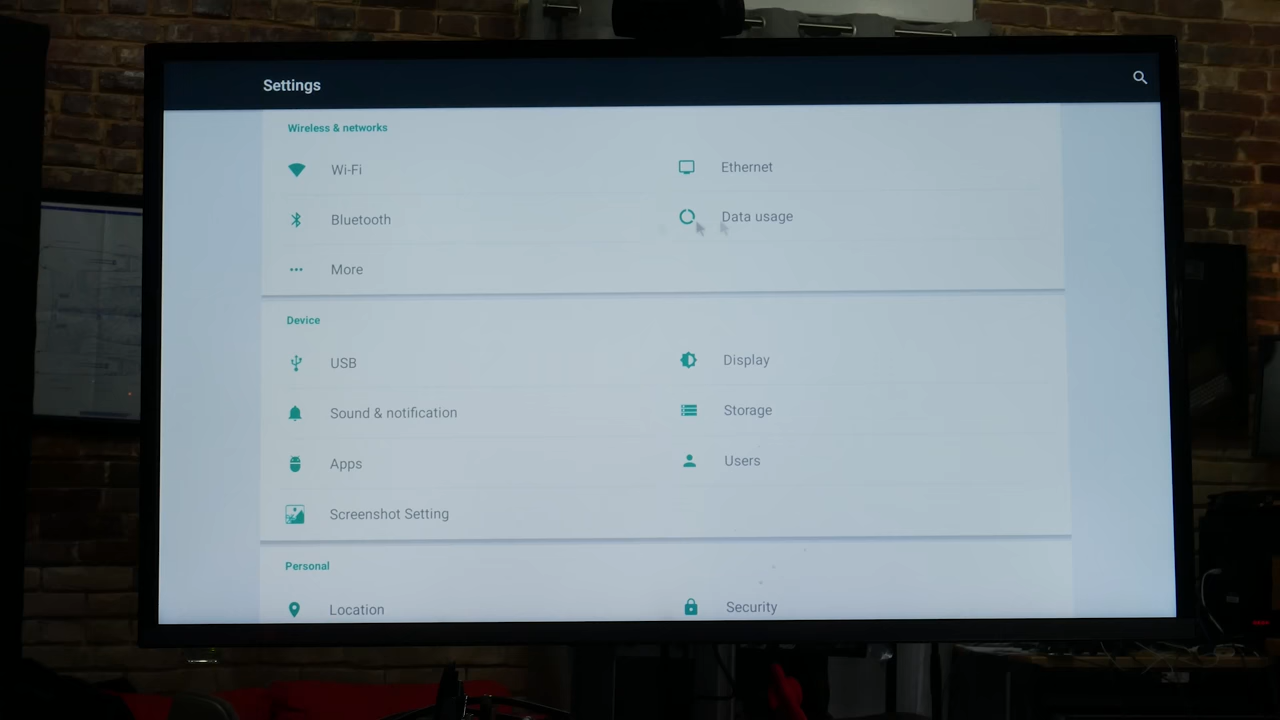 Settings
Wireless & networks
Wi-Fi
Ethernet
Bluetooth
Data usage
More
Device
USB
Display
Sound & notification
Storage
Apps
Users
Screenshot Setting
Personal
Location
Security